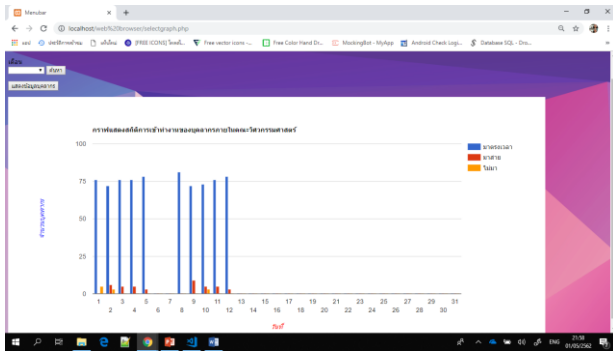 Menubar
localhost/web%20browser/selectgraph.php
แอป ประวัติการเข้าชม [FREE ICONS] Free vector icons -... Free Color Hand Dr... MockingBot - MyApp Android Check Logi... Database SQL - Dro...
เดือน
ค้นหา
แสดงข้อมูลบุคลากร
กราฟแสดงสถิติการเข้าทำงานของบุคลากรภายในคณะวิศวกรรมศาสตร์
มาตรงเวลา
มาสาย
ไม่มา
100
75
50
25
0
จำนวนบุคลากร
1 3 5 7 9 11 13 15 17 19 21 23 25 27 29 31
2 4 6 8 10 12 14 16 18 20 22 24 26 28 30
วันที่
ENG
21:58
01/05/2562